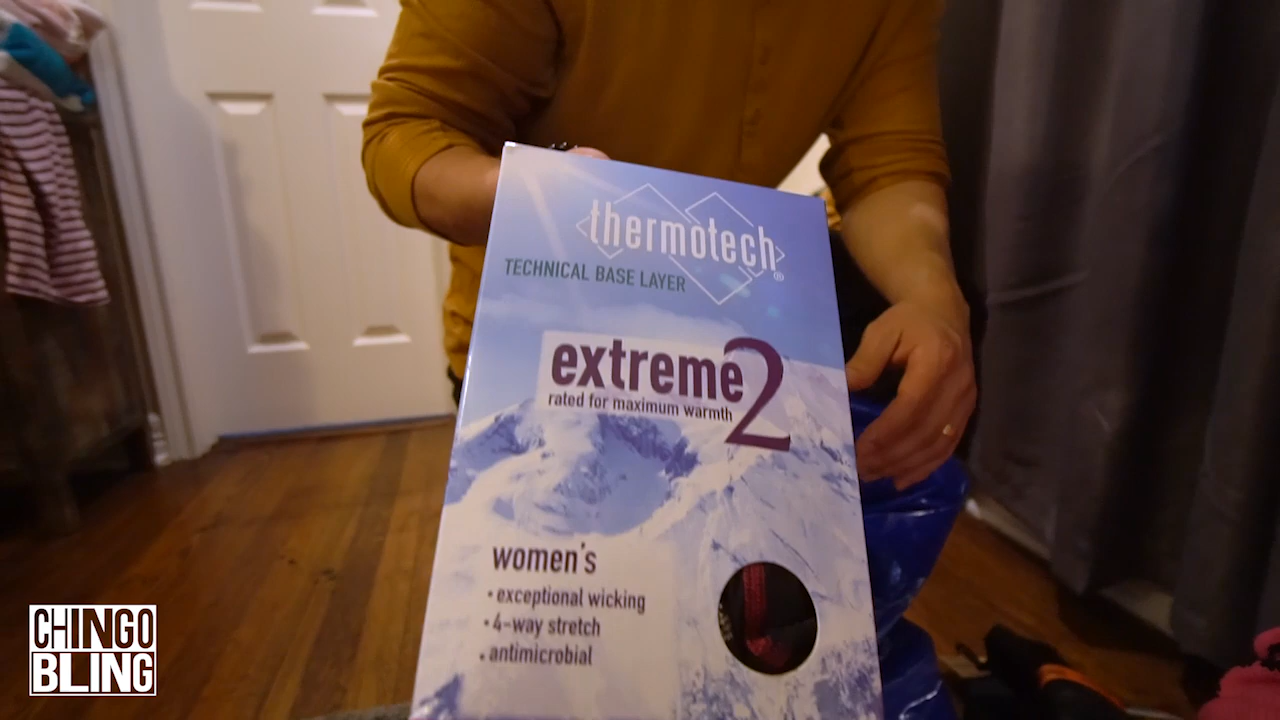 thermotech®
TECHNICAL BASE LAYER
extreme 2
rated for maximum warmth
women's
• exceptional wicking
• 4-way stretch
• antimicrobial
CHINGO
BLING